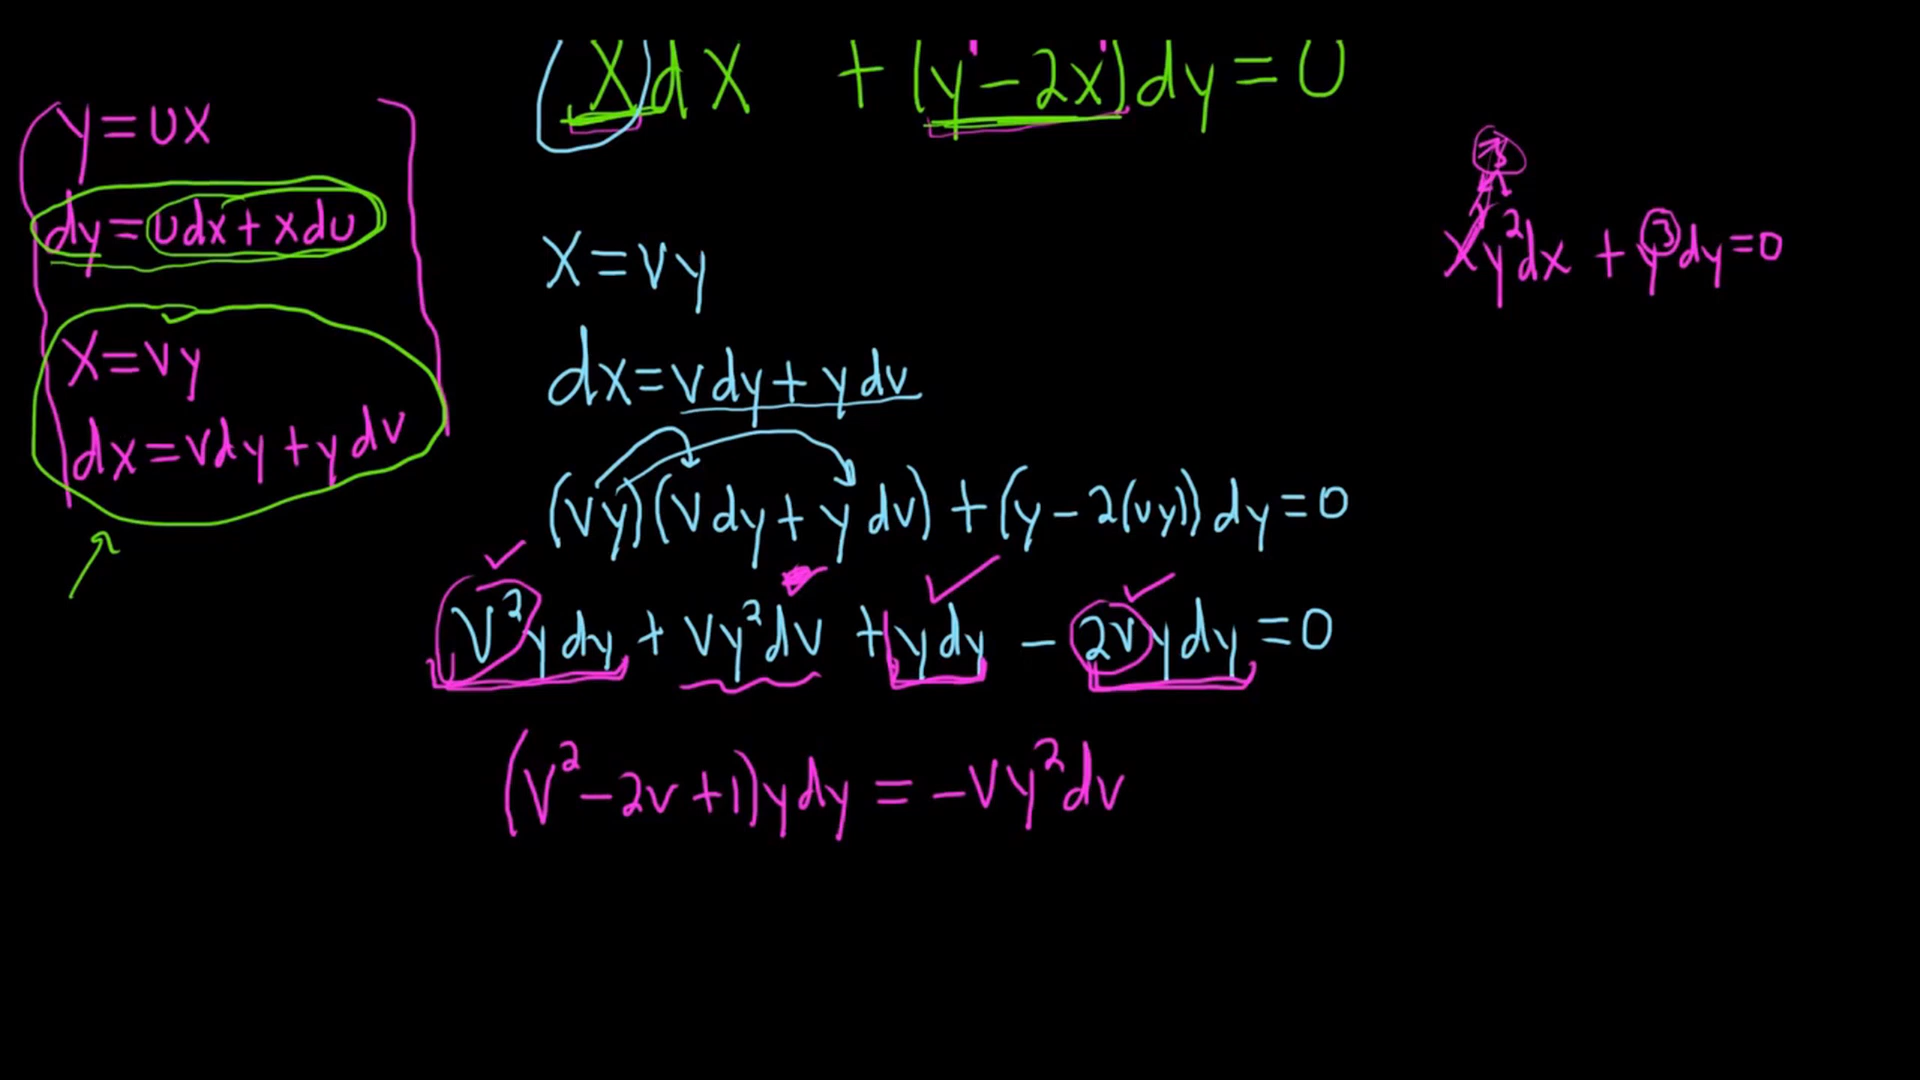 (x)dx + (y - 2x)dy = 0
y = ux
dy = udx + xdu
x = vy
dx = vdy + ydv
x = vy
dx = vdy + ydv
(vy)(vdy + ydv) + (y - 2(vy))dy = 0
v²ydy + vy²dv + ydy - 2vydy = 0
(v² - 2v + 1)ydy = -vy²dv
xy²dx + y³dy = 0